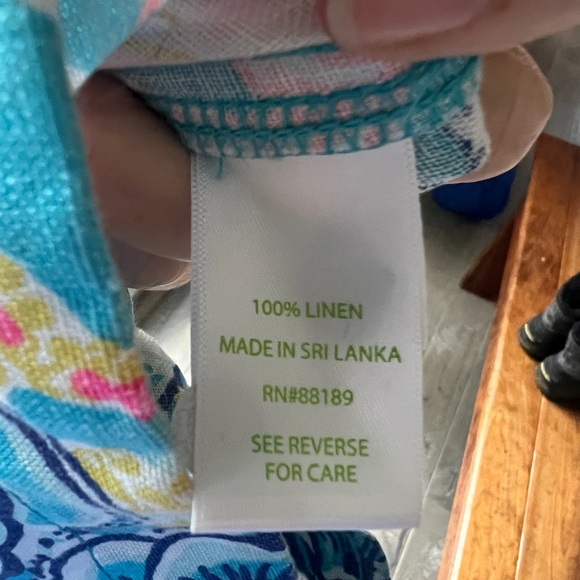 100% LINEN
MADE IN SRI LANKA
RN#88189
SEE REVERSE
FOR CARE